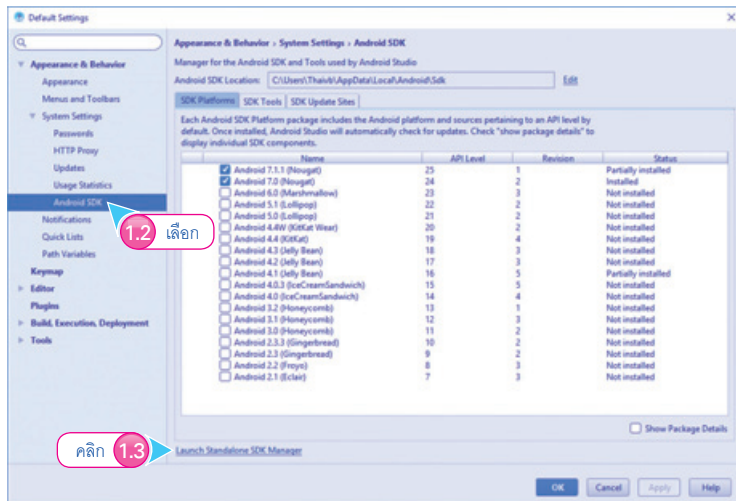 Default Settings
Appearance & Behavior
Appearance
Menus and Toolbars
System Settings
Passwords
HTTP Proxy
Updates
Usage Statistics
Android SDK
Notifications
Quick Lists
Path Variables
Keymap
Editor
Plugins
Build, Execution, Deployment
Tools
1.2 เลือก
Appearance & Behavior › System Settings › Android SDK
Manager for the Android SDK and Tools used by Android Studio
Android SDK Location: C:\Users\Thaivb\AppData\Local\Android\Sdk Edit
SDK Platforms SDK Tools SDK Update Sites
Each Android SDK Platform package includes the Android platform and sources pertaining to an API level by
default. Once installed, Android Studio will automatically check for updates. Check "show package details" to
display individual SDK components.
Name API Level Revision Status
Android 7.1.1 (Nougat) 25 1 Partially installed
Android 7.0 (Nougat) 24 2 Installed
Android 6.0 (Marshmallow) 23 3 Not installed
Android 5.1 (Lollipop) 22 2 Not installed
Android 5.0 (Lollipop) 21 2 Not installed
Android 4.4W (KitKat Wear) 20 2 Not installed
Android 4.4 (KitKat) 19 4 Not installed
Android 4.3 (Jelly Bean) 18 3 Not installed
Android 4.2 (Jelly Bean) 17 3 Not installed
Android 4.1 (Jelly Bean) 16 5 Partially installed
Android 4.0.3 (IceCreamSandwich) 15 5 Not installed
Android 4.0 (IceCreamSandwich) 14 4 Not installed
Android 3.2 (Honeycomb) 13 1 Not installed
Android 3.1 (Honeycomb) 12 3 Not installed
Android 3.0 (Honeycomb) 11 2 Not installed
Android 2.3.3 (Gingerbread) 10 2 Not installed
Android 2.3 (Gingerbread) 9 2 Not installed
Android 2.2 (Froyo) 8 3 Not installed
Android 2.1 (Eclair) 7 3 Not installed
Show Package Details
คลิก 1.3 Launch Standalone SDK Manager
OK Cancel Apply Help